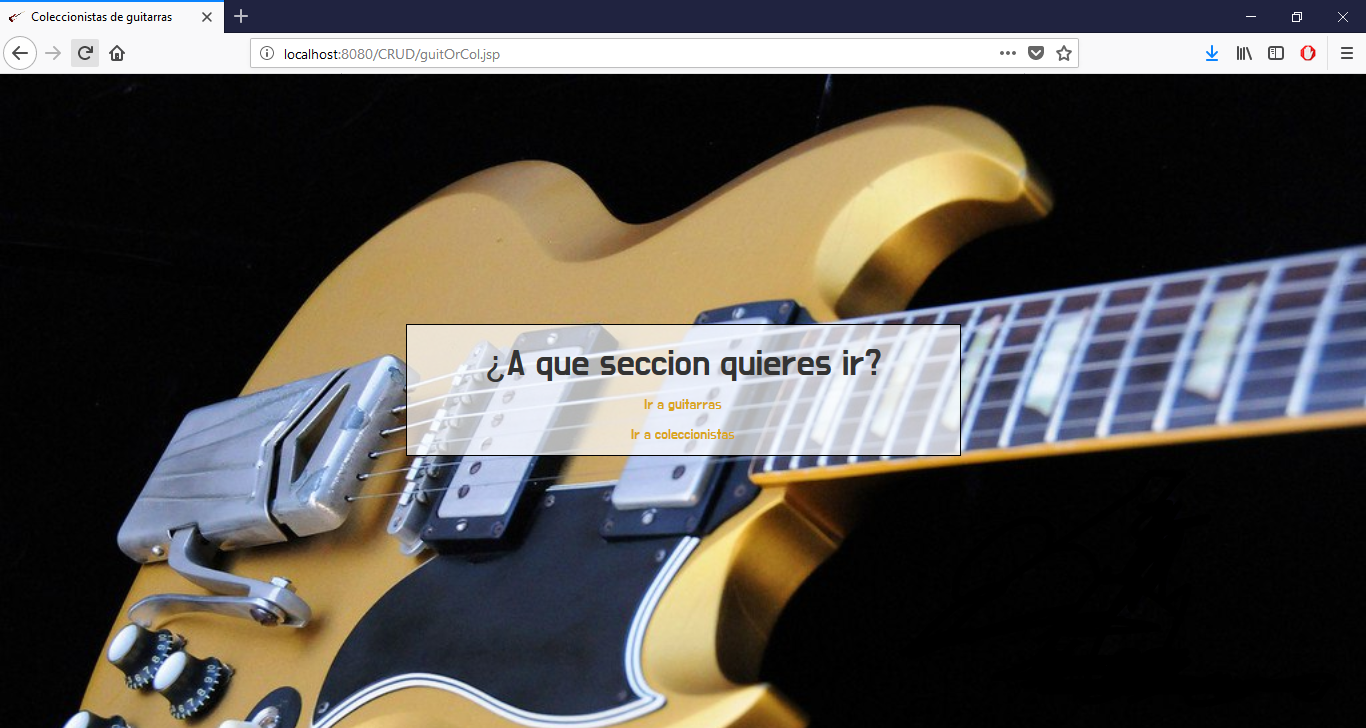 Coleccionistas de guitarras
localhost:8080/CRUD/guitOrCol.jsp
¿A que seccion quieres ir?
Ir a guitarras
Ir a coleccionistas